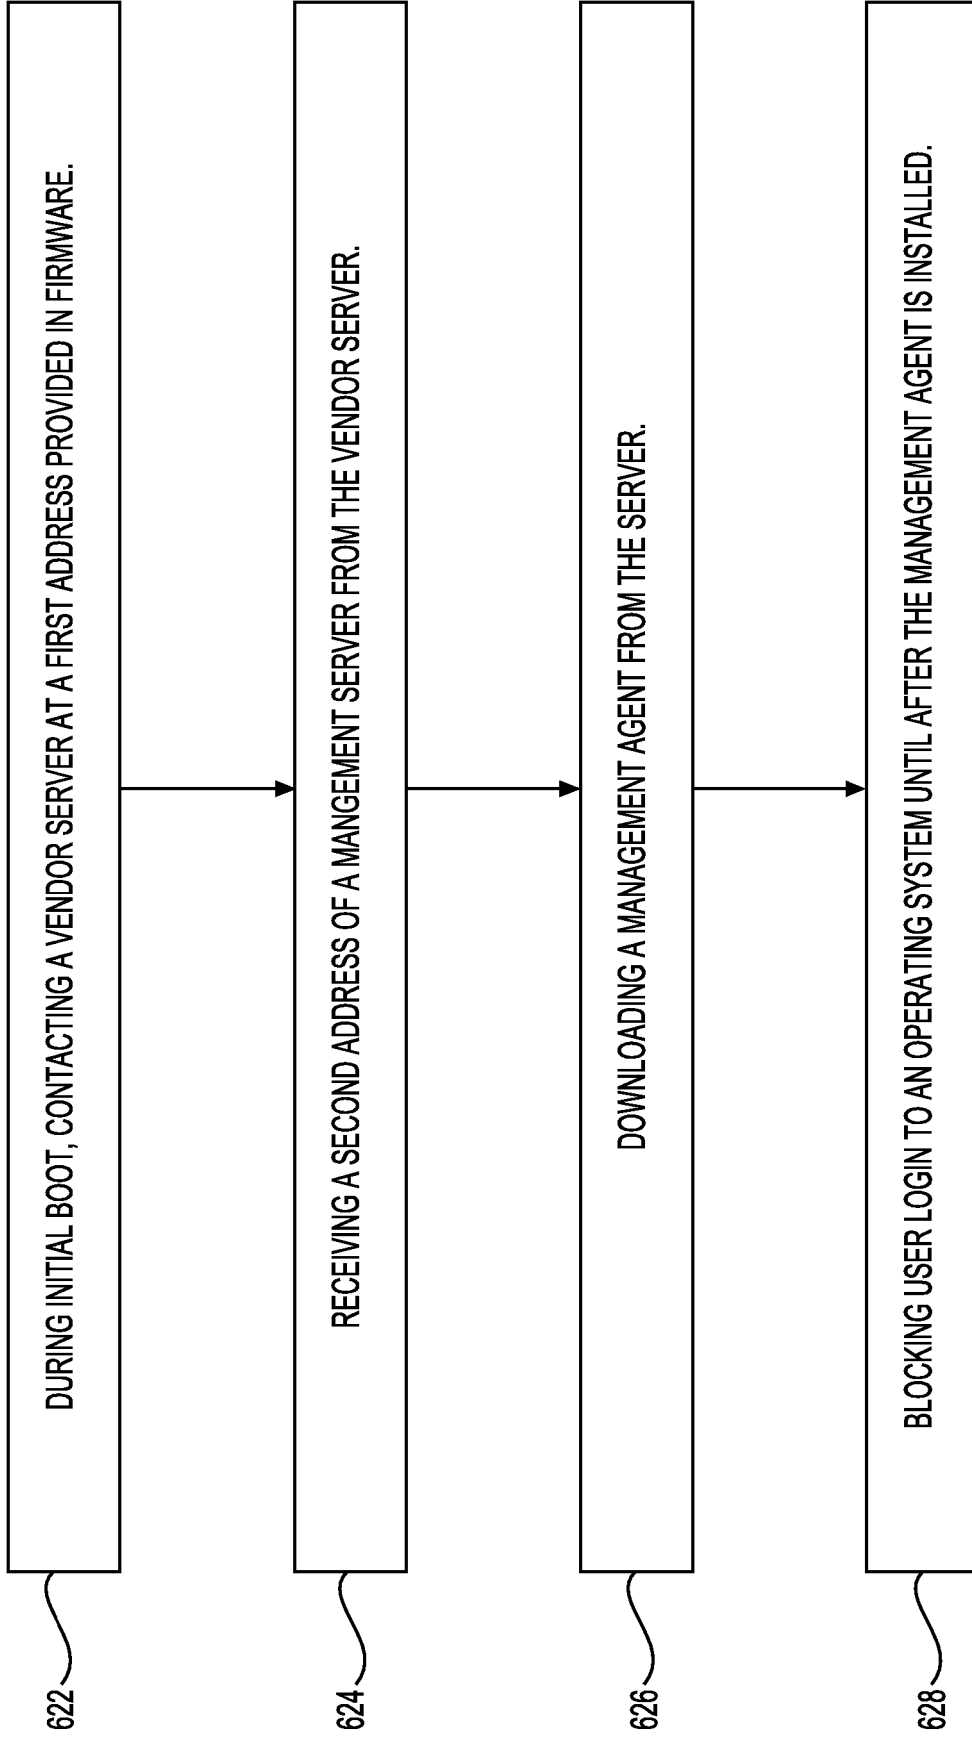 622
DURING INITIAL BOOT, CONTACTING A VENDOR SERVER AT A FIRST ADDRESS PROVIDED IN FIRMWARE.
624
RECEIVING A SECOND ADDRESS OF A MANGEMENT SERVER FROM THE VENDOR SERVER.
626
DOWNLOADING A MANAGEMENT AGENT FROM THE SERVER.
628
BLOCKING USER LOGIN TO AN OPERATING SYSTEM UNTIL AFTER THE MANAGEMENT AGENT IS INSTALLED.